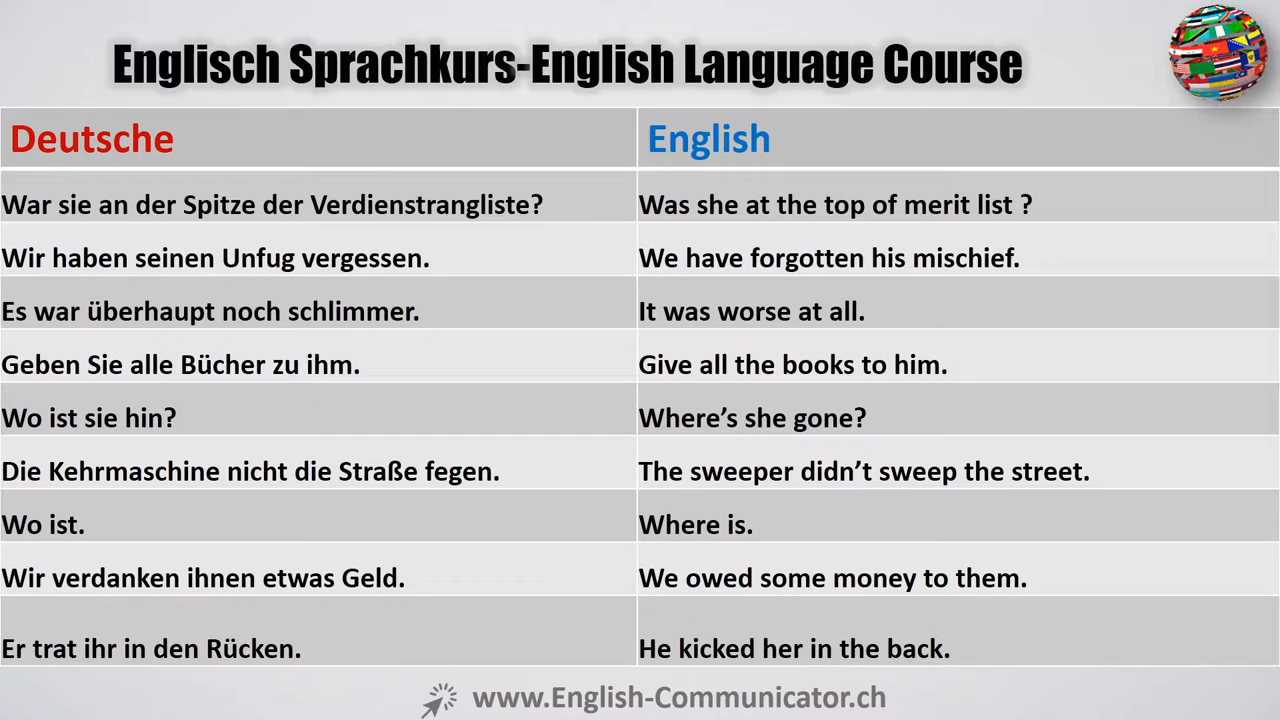 Englisch Sprachkurs-English Language Course
Deutsche English
War sie an der Spitze der Verdienstrangliste? Was she at the top of merit list ?
Wir haben seinen Unfug vergessen. We have forgotten his mischief.
Es war überhaupt noch schlimmer. It was worse at all.
Geben Sie alle Bücher zu ihm. Give all the books to him.
Wo ist sie hin? Where’s she gone?
Die Kehrmaschine nicht die Straße fegen. The sweeper didn’t sweep the street.
Wo ist. Where is.
Wir verdanken ihnen etwas Geld. We owed some money to them.
Er trat ihr in den Rücken. He kicked her in the back.
www.English-Communicator.ch